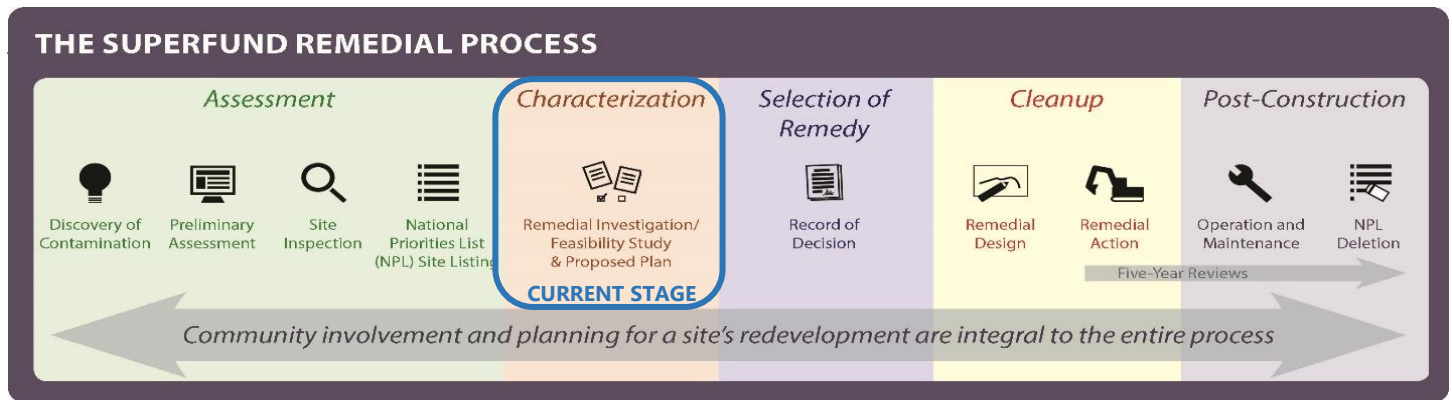 THE SUPERFUND REMEDIAL PROCESS
Assessment
Discovery of
Contamination
Preliminary
Assessment
Site
Inspection
National
Priorities List
(NPL) Site Listing
Characterization
Remedial Investigation/
Feasibility Study
& Proposed Plan
CURRENT STAGE
Selection of
Remedy
Record of
Decision
Cleanup
Remedial
Design
Remedial
Action
Post-Construction
Operation and
Maintenance
NPL
Deletion
Five-Year Reviews
Community involvement and planning for a site's redevelopment are integral to the entire process